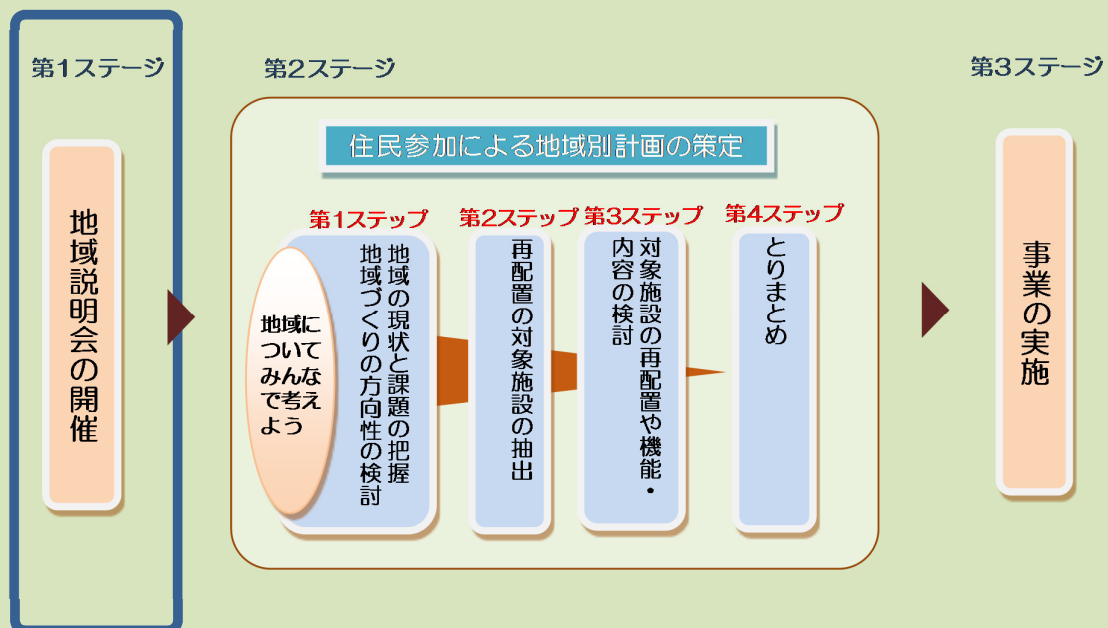 第1ステージ
地域説明会の開催
第2ステージ
住民参加による地域別計画の策定
第1ステップ
地域に
ついて
みんな
で考え
よう
地域の現状と課題の把握
地域づくりの方向性の検討
第2ステップ
再配置の対象施設の抽出
第3ステップ
対象施設の再配置や機能・
内容の検討
第4ステップ
とりまとめ
第3ステージ
事業の実施